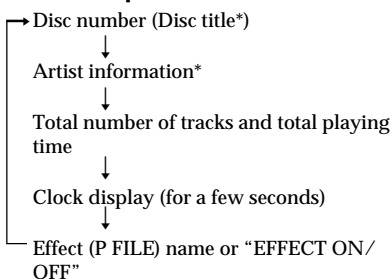 Disc number (Disc title*)
Artist information*
Total number of tracks and total playing
time
Clock display (for a few seconds)
Effect (P FILE) name or “EFFECT ON/
OFF”